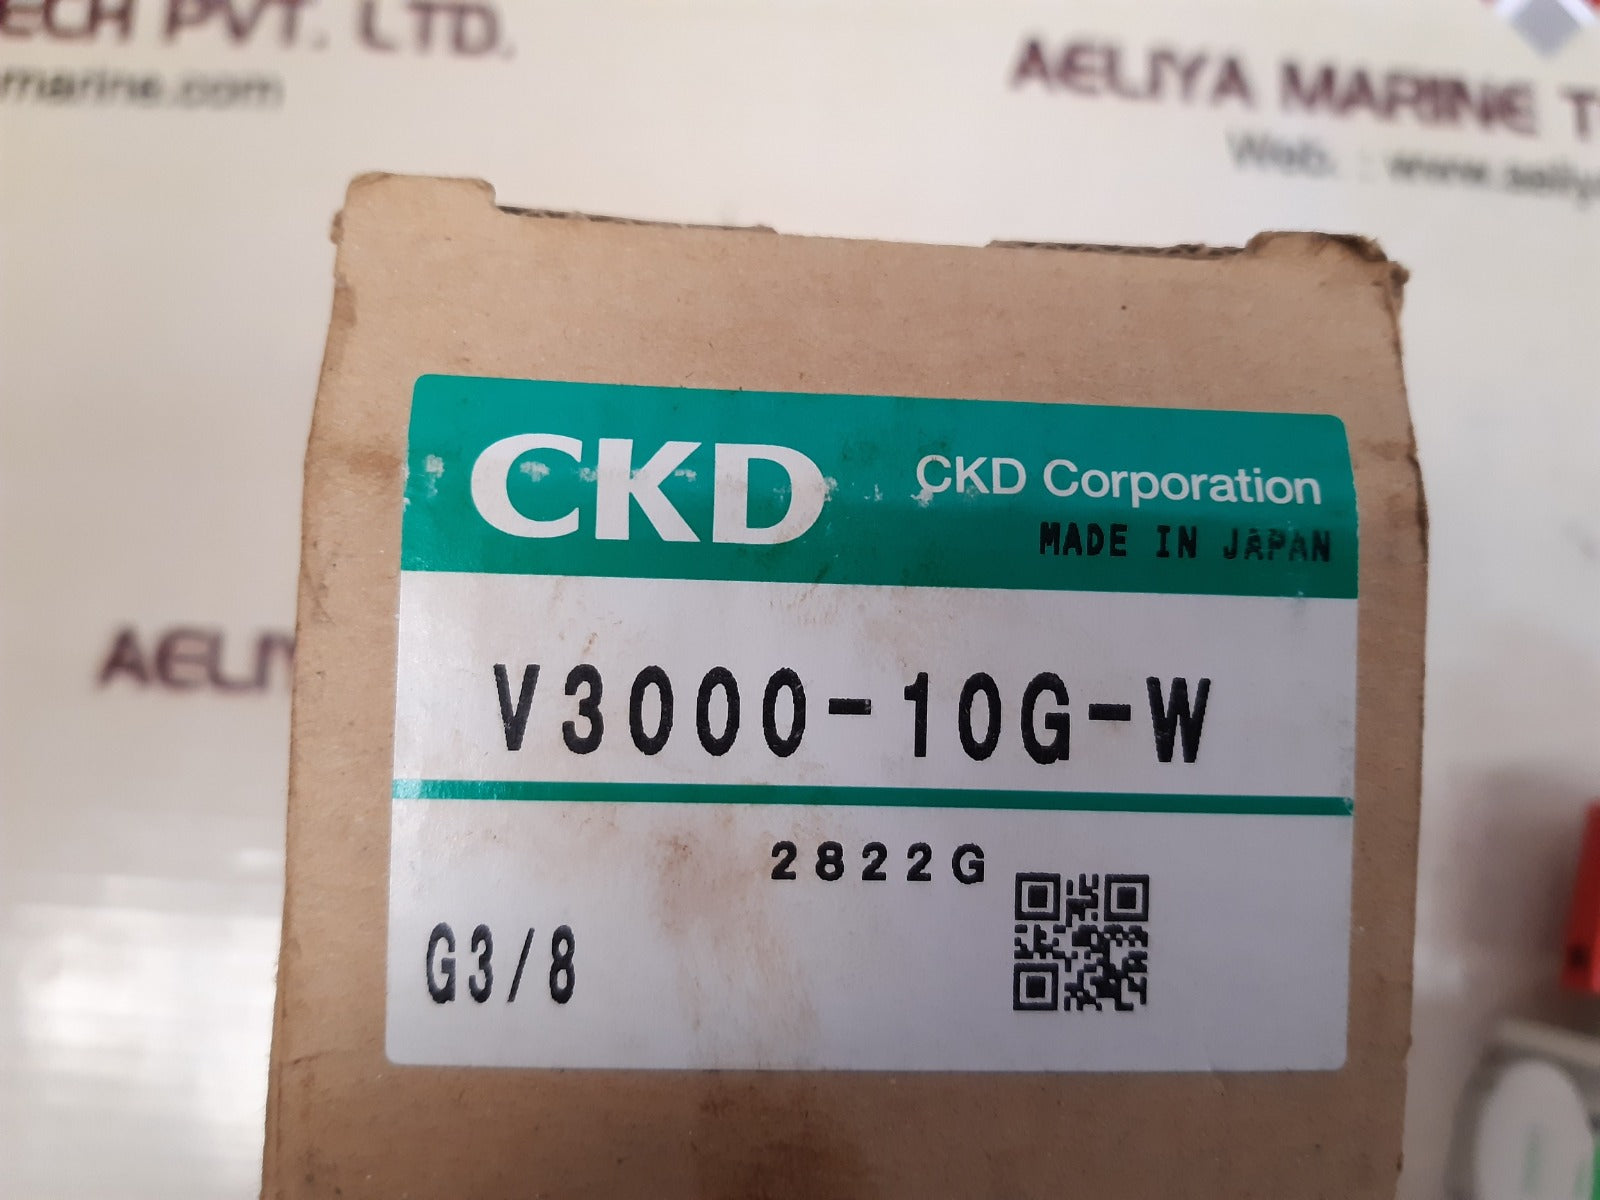 ECH PVT. LTD.
marine.com
AELIYA MARINE T
Web. : www.aeliy
AELIY
CKD
CKD Corporation
MADE IN JAPAN
V3000-10G-W
2822G
G3/8